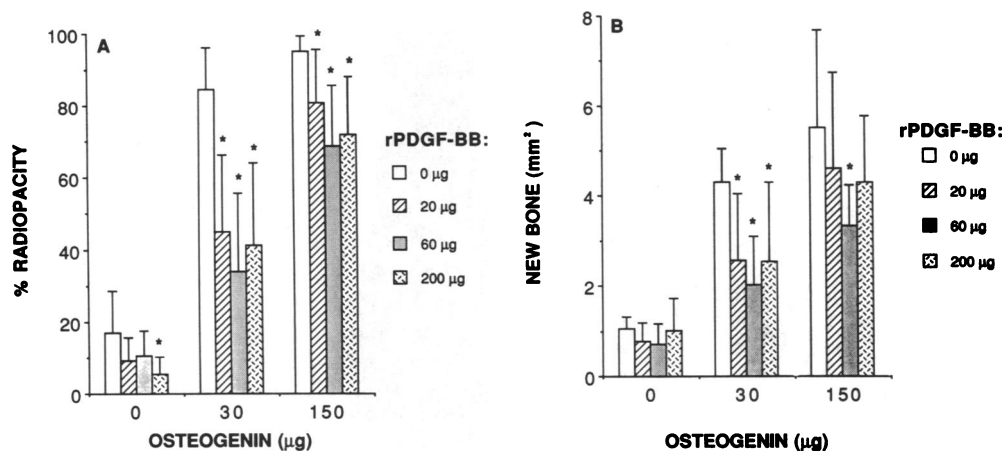 A
100
80
60
40
20
0
% RADIOPACITY
* * * * * * *
0 30 150
OSTEOGENIN (µg)
rPDGF-BB:
0 µg
20 µg
60 µg
200 µg
B
8
6
4
2
0
NEW BONE (mm²)
* * * *
0 30 150
OSTEOGENIN (µg)
rPDGF-BB:
0 µg
20 µg
60 µg
200 µg